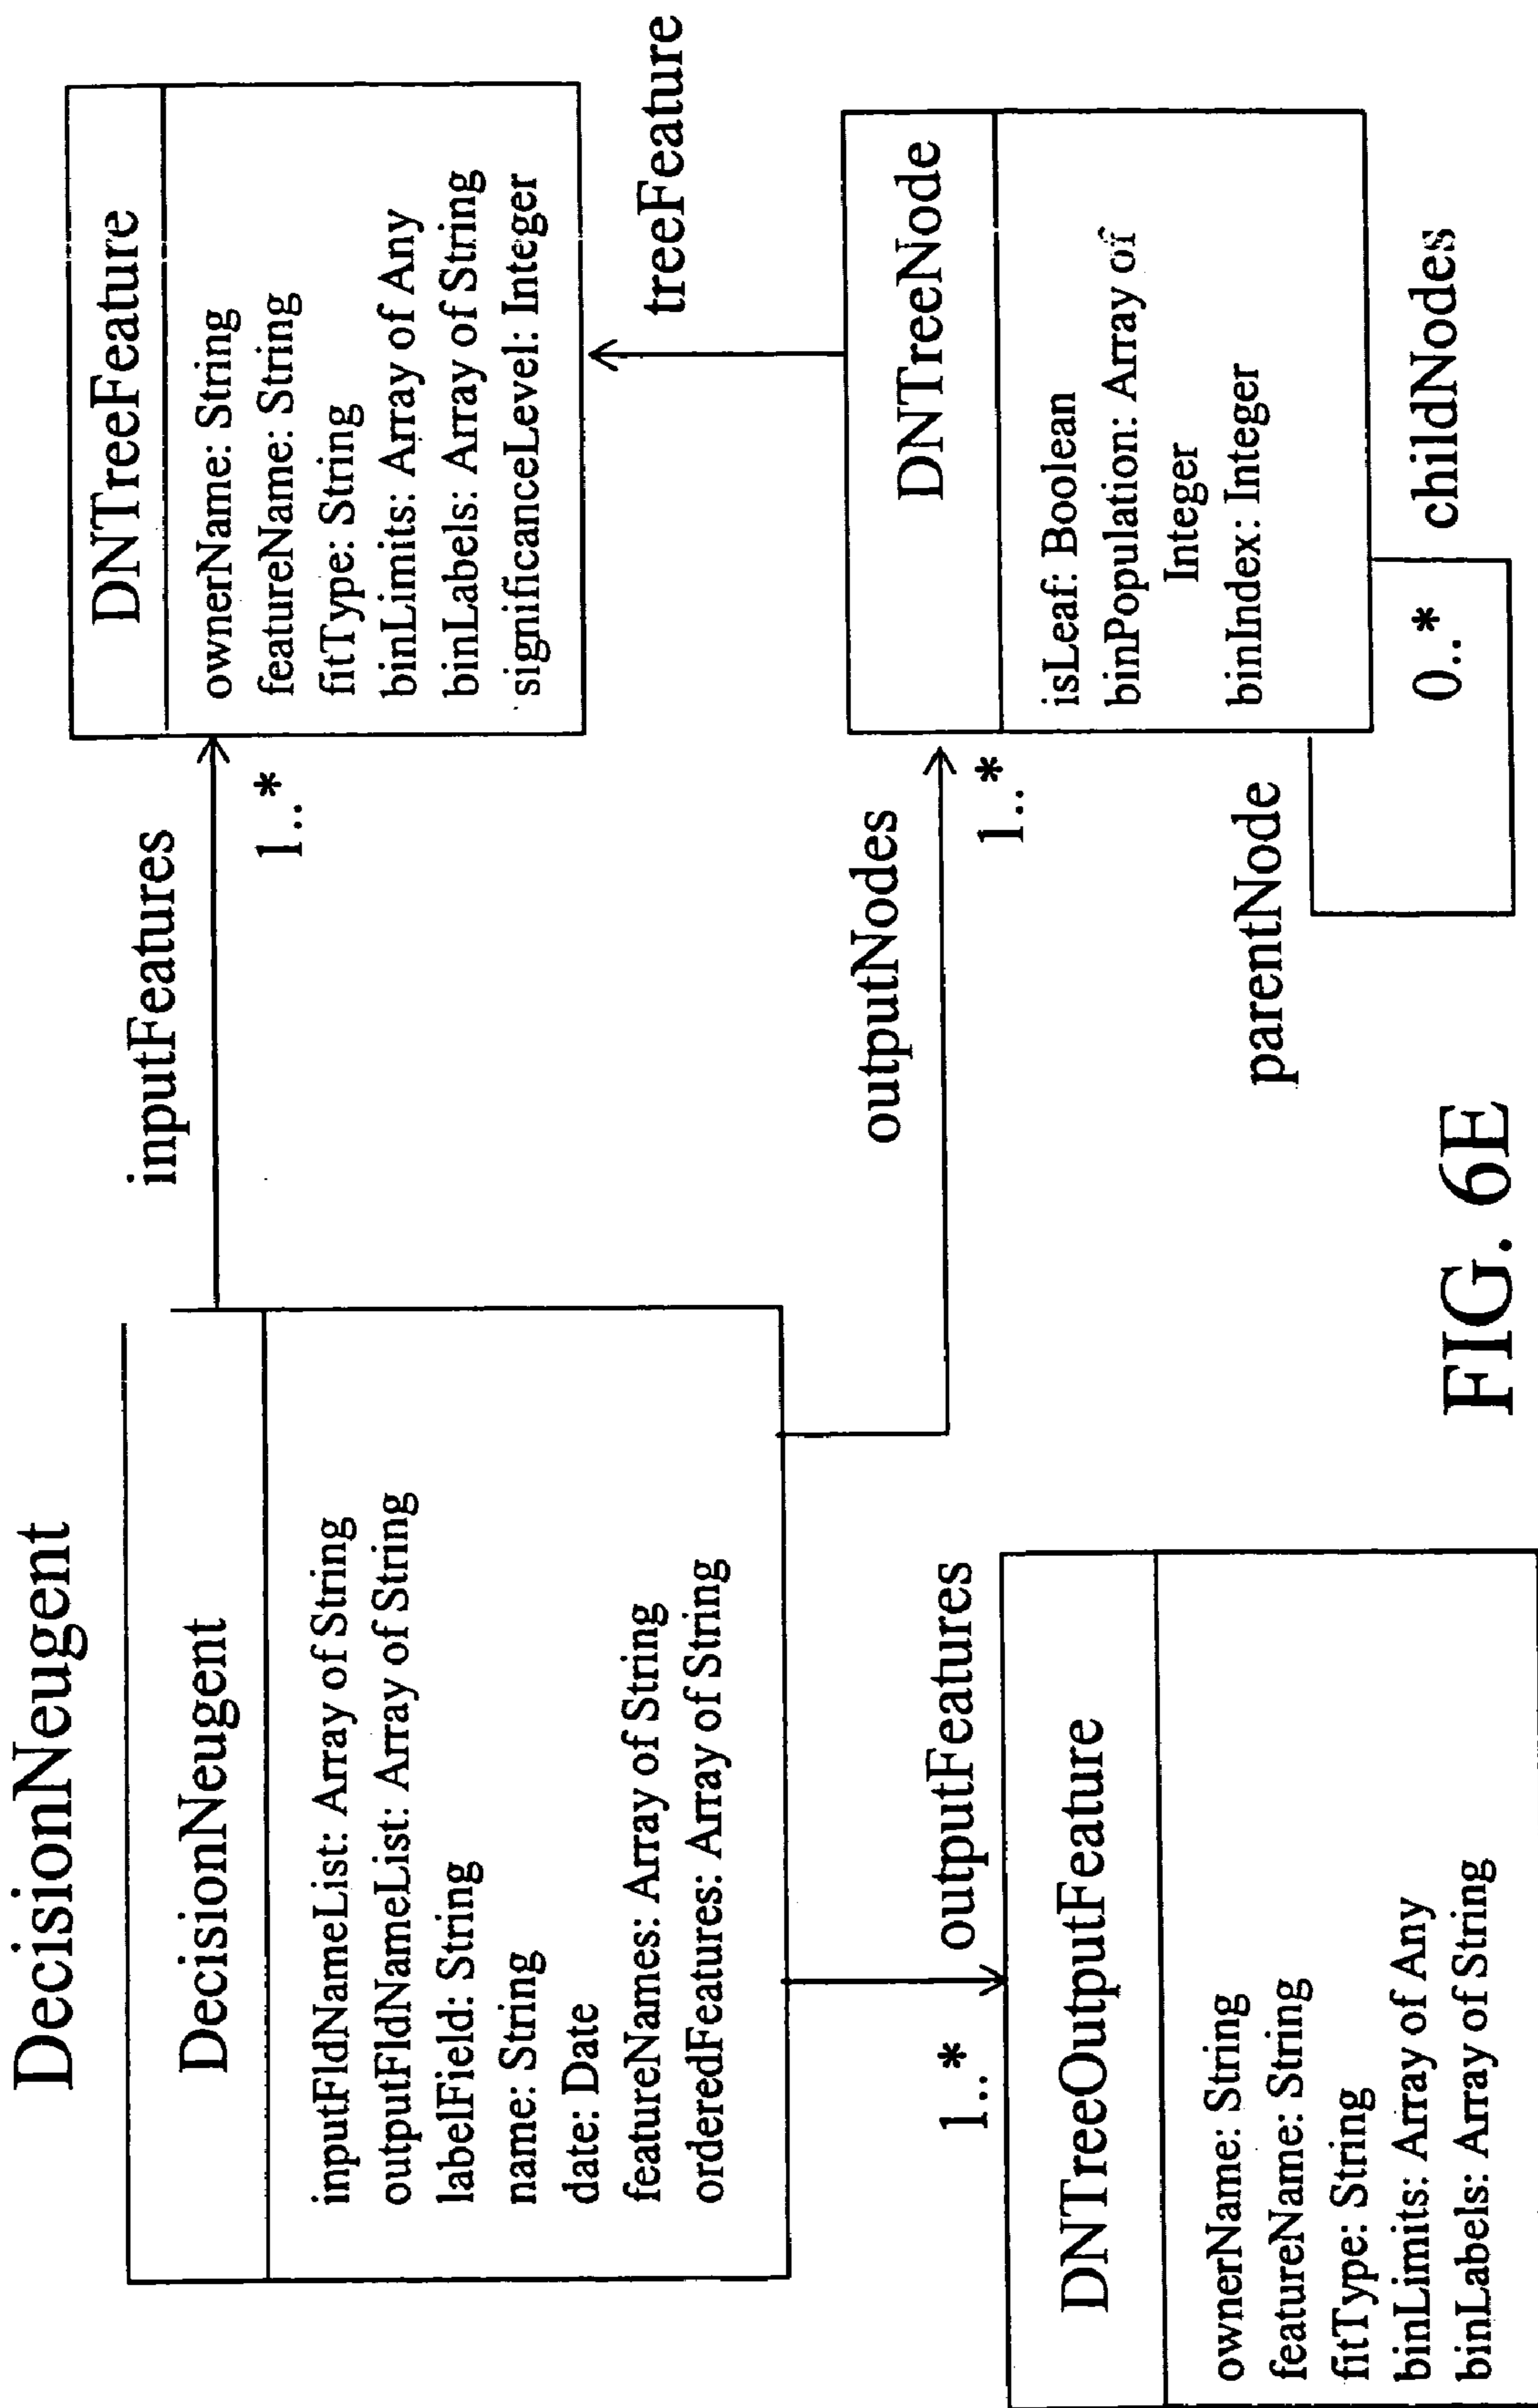 DecisionNeugent
DecisionNeugent
inputFldNameList: Array of String
outputFldNameList: Array of String
labelField: String
name: String
date: Date
featureNames: Array of String
orderedFeatures: Array of String
inputFeatures
1..*
DNTreeFeature
ownerName: String
featureName: String
fitType: String
binLimits: Array of Any
binLabels: Array of String
significanceLevel: Integer
treeFeature
outputNodes
1..*
DNTreeNode
isLeaf: Boolean
binPopulation: Array of
Integer
binIndex: Integer
parentNode
0..*
childNodes
outputFeatures
1..*
DNTreeOutputFeature
ownerName: String
featureName: String
fitType: String
binLimits: Array of Any
binLabels: Array of String
FIG. 6E